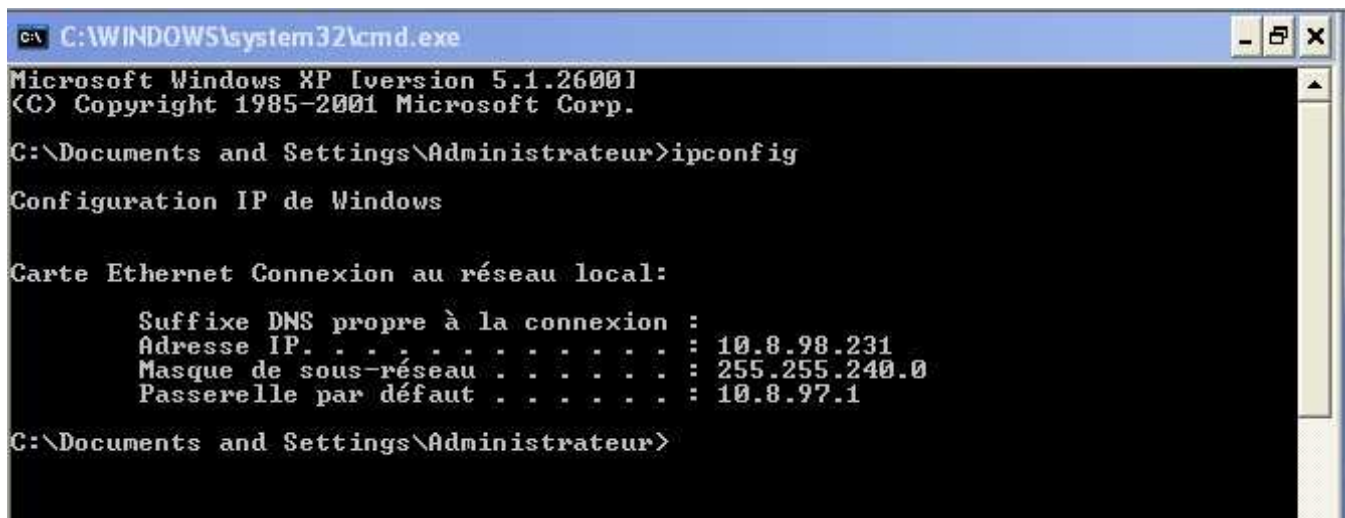 C:\WINDOWS\system32\cmd.exe
Microsoft Windows XP [version 5.1.2600]
(C) Copyright 1985-2001 Microsoft Corp.
C:\Documents and Settings\Administrateur>ipconfig
Configuration IP de Windows
Carte Ethernet Connexion au réseau local:
Suffixe DNS propre à la connexion :
Adresse IP. . . . . . . . . . . . : 10.8.98.231
Masque de sous-réseau . . . . . . : 255.255.240.0
Passerelle par défaut . . . . . . : 10.8.97.1
C:\Documents and Settings\Administrateur>